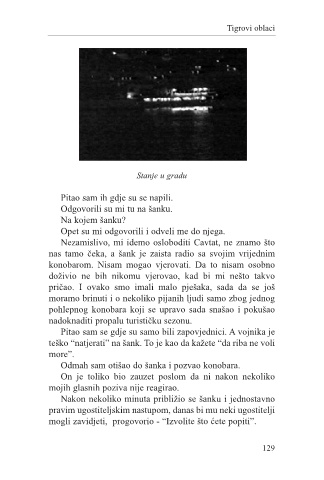 Tigrovi oblaci
Stanje u gradu
Pitao sam ih gdje su se napili.
Odgovorili su mi tu na šanku.
Na kojem šanku?
Opet su mi odgovorili i odveli me do njega.
Nezamislivo, mi idemo osloboditi Cavtat, ne znamo što
nas tamo čeka, a šank je zaista radio sa svojim vrijednim
konobarom. Nisam mogao vjerovati. Da to nisam osobno
doživio ne bih nikomu vjerovao, kad bi mi nešto takvo
pričao. I ovako smo imali malo pješaka, sada da se još
moramo brinuti i o nekoliko pijanih ljudi samo zbog jednog
pohlepnog konobara koji se upravo sada snašao i pokušao
nadoknaditi propalu turističku sezonu.
Pitao sam se gdje su samo bili zapovjednici. A vojnika je
teško “natjerati” na šank. To je kao da kažete “da riba ne voli
more”.
Odmah sam otišao do šanka i pozvao konobara.
On je toliko bio zauzet poslom da ni nakon nekoliko
mojih glasnih poziva nije reagirao.
Nakon nekoliko minuta približio se šanku i jednostavno
pravim ugostiteljskim nastupom, danas bi mu neki ugostitelji
mogli zavidjeti, progovorio - “Izvolite što ćete popiti”.
129